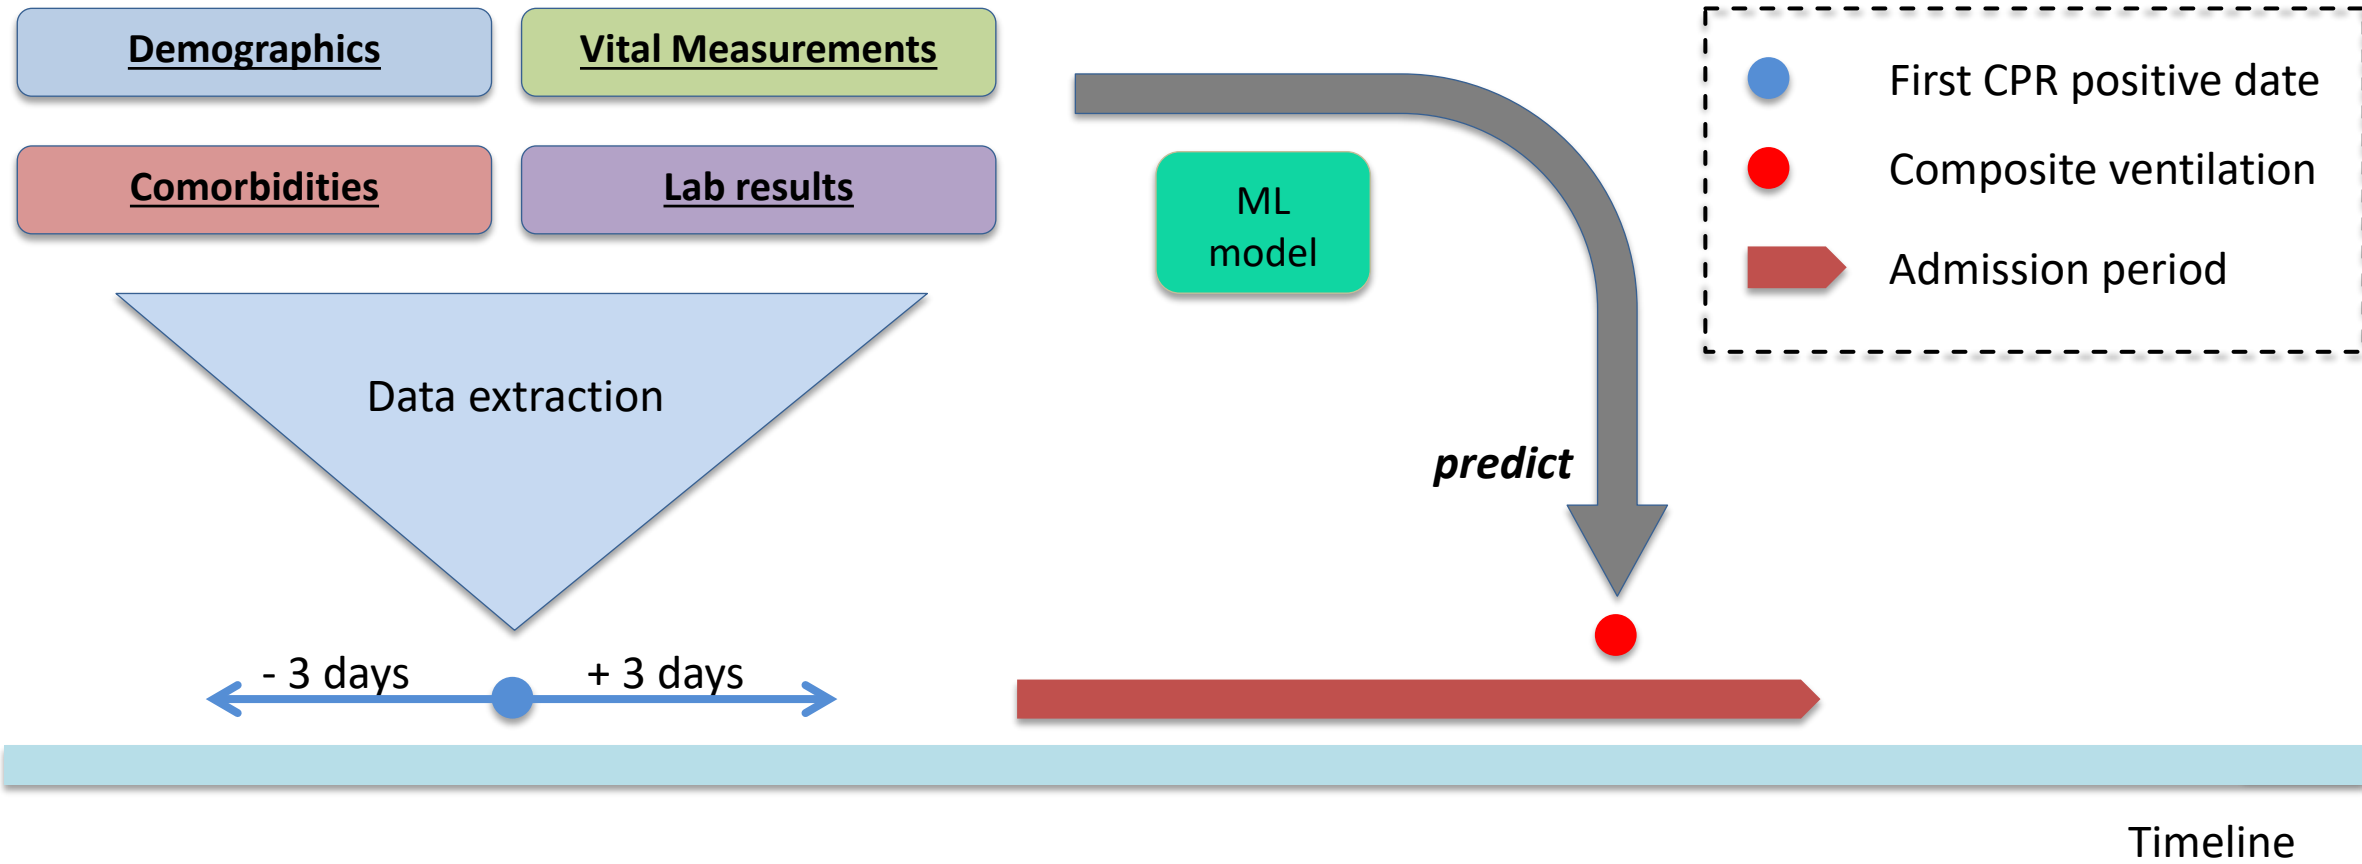 Demographics
Vital Measurements
Comorbidities
Lab results
Data extraction
- 3 days
+ 3 days
ML
model
predict
First CPR positive date
Composite ventilation
Admission period
Timeline